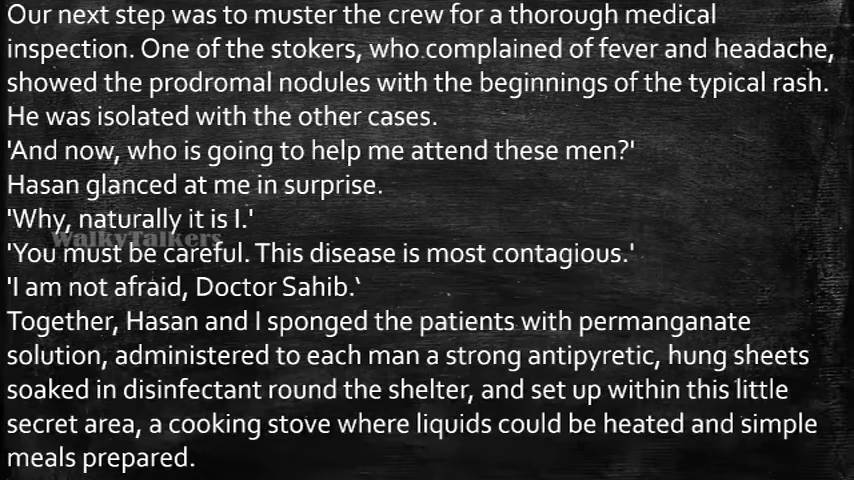 Our next step was to muster the crew for a thorough medical
inspection. One of the stokers, who complained of fever and headache,
showed the prodromal nodules with the beginnings of the typical rash.
He was isolated with the other cases.
'And now, who is going to help me attend these men?'
Hasan glanced at me in surprise.
'Why, naturally it is I.'
WalkyTalkers
'You must be careful. This disease is most contagious.'
'I am not afraid, Doctor Sahib.‘
Together, Hasan and I sponged the patients with permanganate
solution, administered to each man a strong antipyretic, hung sheets
soaked in disinfectant round the shelter, and set up within this little
secret area, a cooking stove where liquids could be heated and simple
meals prepared.